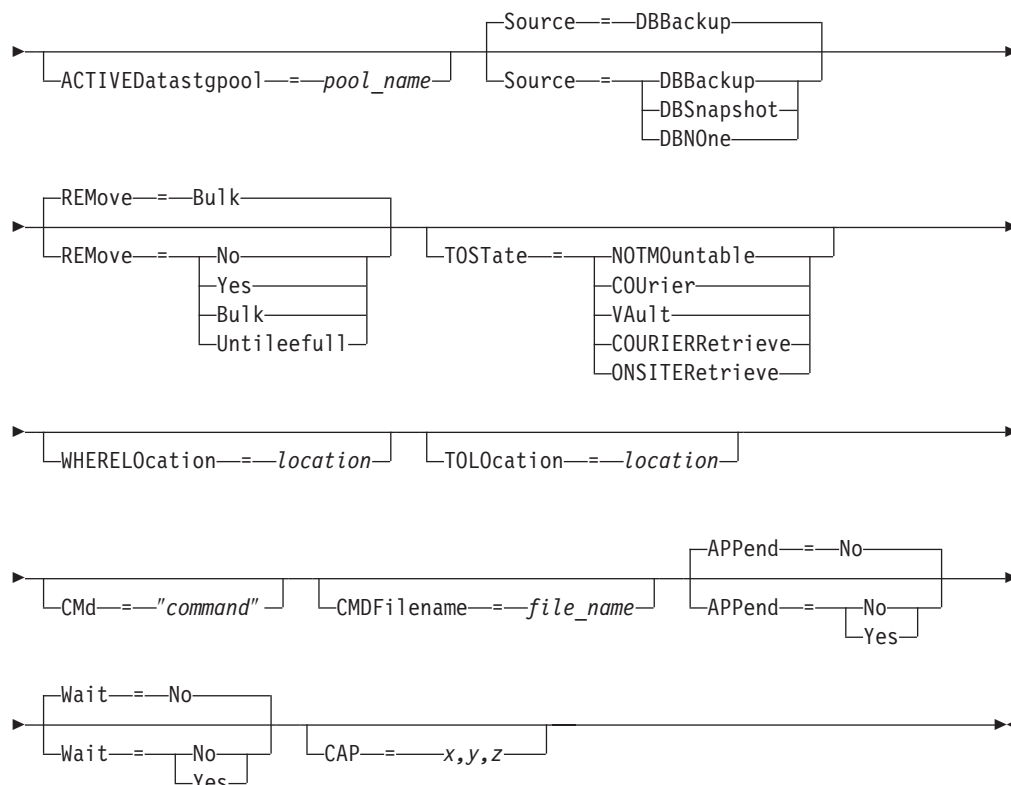 Source = DBBackup
ACTIVEDatastgpool = pool_name Source = DBBackup
DBSnapshot
DBNOne
REMove = Bulk
REMove = No TOSTate = NOTMOuntable
Yes COUrier
Bulk VAult
Untileefull COURIERRetrieve
ONSITERetrieve
WHERELOcation = location TOLOcation = location
APPend = No
CMd = "command" CMDFilename = file_name APPend = No
Yes
Wait = No
Wait = No CAP = x,y,z
Yes